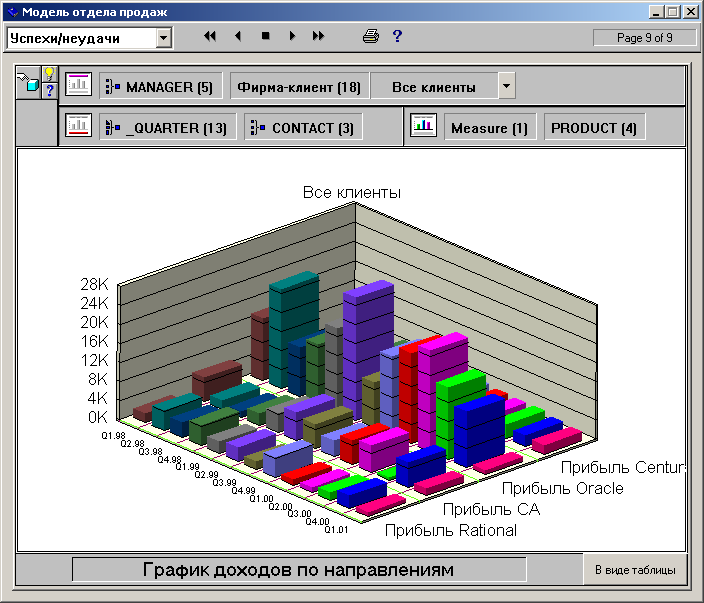 Модель отдела продаж
Успехи/неудачи
?
Page 9 of 9
?
MANAGER (5)
Фирма-клиент (18)
Все клиенты
_QUARTER (13)
CONTACT (3)
Measure (1)
PRODUCT (4)
Все клиенты
28K
24K
20K
16K
12K
8K
4K
0K
Q1.98
Q2.98
Q3.98
Q4.98
Q1.99
Q2.99
Q3.99
Q4.99
Q1.00
Q2.00
Q3.00
Q4.00
Q1.01
Прибыль Centur
Прибыль Oracle
Прибыль CA
Прибыль Rational
График доходов по направлениям
В виде таблицы